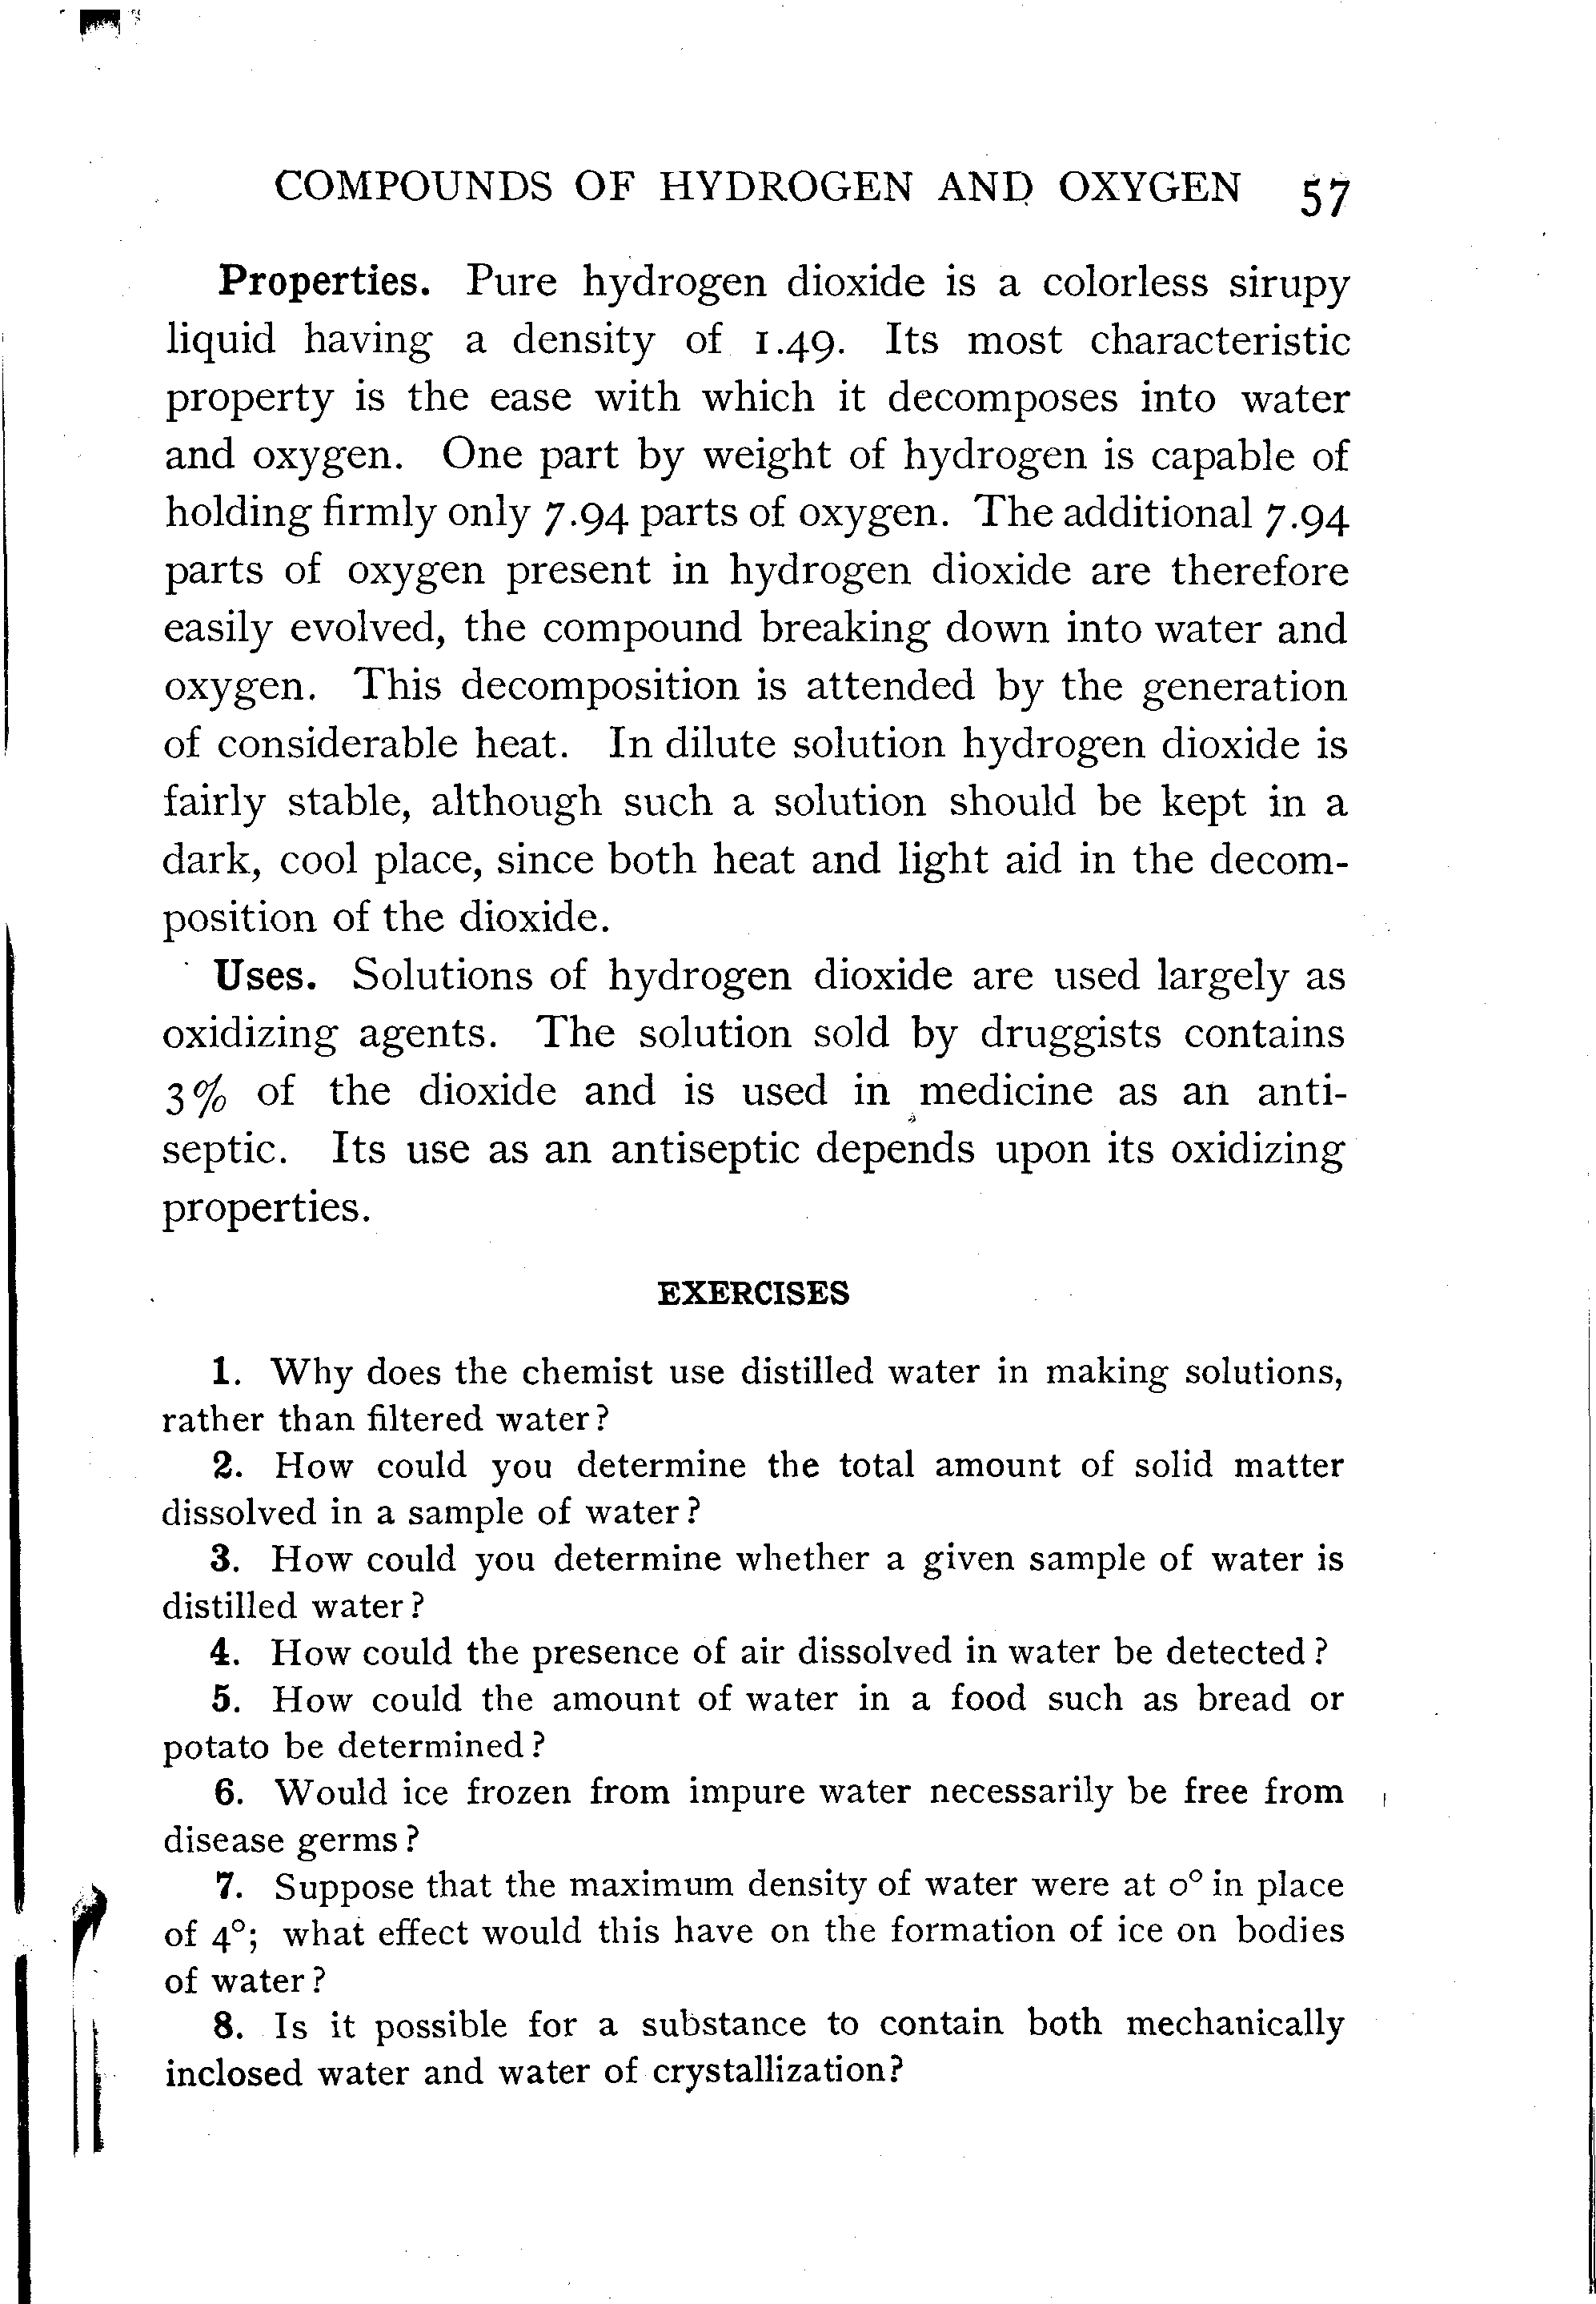 COMPOUNDS OF HYDROGEN AND OXYGEN 57
Properties. Pure hydrogen dioxide is a colorless sirupy
liquid having a density of 1.49. Its most characteristic
property is the ease with which it decomposes into water
and oxygen. One part by weight of hydrogen is capable of
holding firmly only 7.94 parts of oxygen. The additional 7.94
parts of oxygen present in hydrogen dioxide are therefore
easily evolved, the compound breaking down into water and
oxygen. This decomposition is attended by the generation
of considerable heat. In dilute solution hydrogen dioxide is
fairly stable, although such a solution should be kept in a
dark, cool place, since both heat and light aid in the decom-
position of the dioxide.
Uses. Solutions of hydrogen dioxide are used largely as
oxidizing agents. The solution sold by druggists contains
3% of the dioxide and is used in medicine as an anti-
septic. Its use as an antiseptic depends upon its oxidizing
properties.
EXERCISES
1. Why does the chemist use distilled water in making solutions,
rather than filtered water?
2. How could you determine the total amount of solid matter
dissolved in a sample of water?
3. How could you determine whether a given sample of water is
distilled water?
4. How could the presence of air dissolved in water be detected?
5. How could the amount of water in a food such as bread or
potato be determined?
6. Would ice frozen from impure water necessarily be free from
disease germs?
7. Suppose that the maximum density of water were at 0° in place
of 4°; what effect would this have on the formation of ice on bodies
of water?
8. Is it possible for a substance to contain both mechanically
inclosed water and water of crystallization?